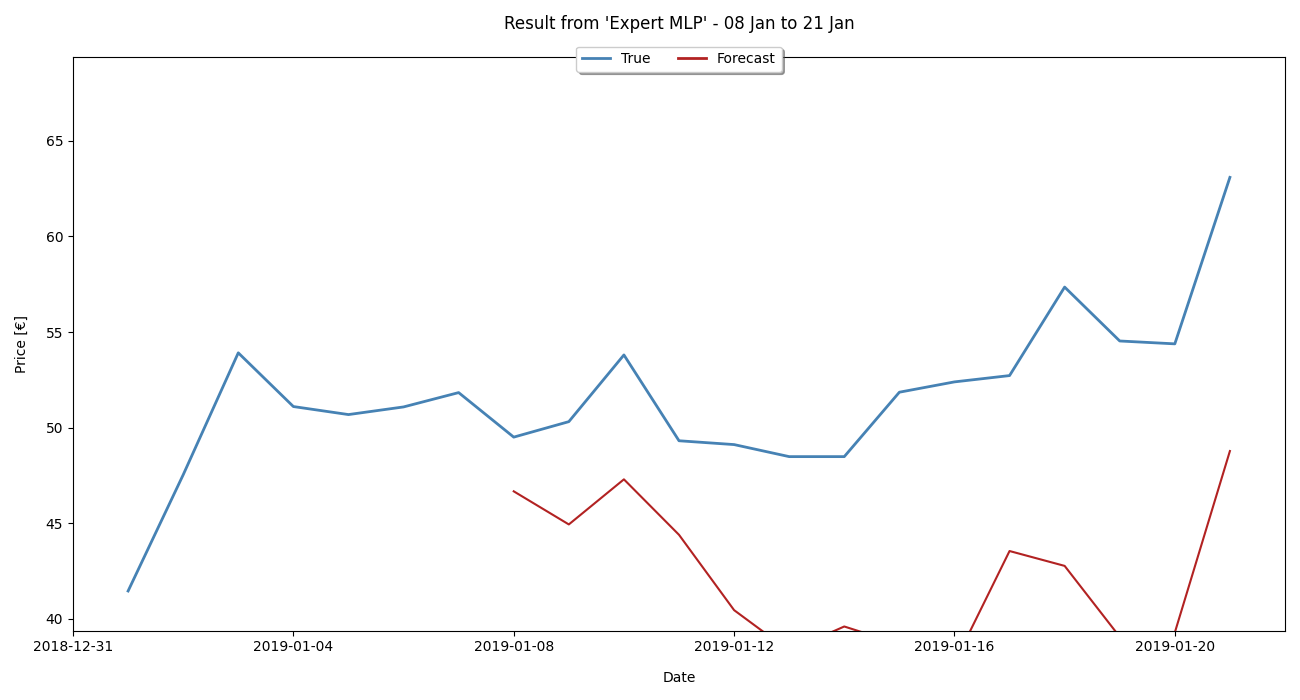 Result from 'Expert MLP' - 08 Jan to 21 Jan
True Forecast
65
60
55
50
45
40
Price [€]
2018-12-31 2019-01-04 2019-01-08 2019-01-12 2019-01-16 2019-01-20
Date